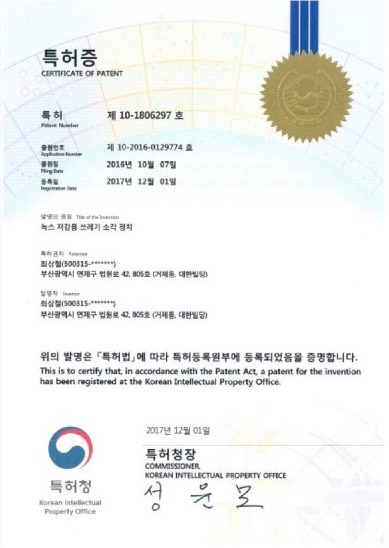 특허증
CERTIFICATE OF PATENT
특 허 제 10-1806297 호
Patent Number
출원번호 제 10-2016-0129774 호
Application Number
출원일 2016년 10월 07일
Filing Date
등록일 2017년 12월 01일
Registration Date
발명의 명칭 Title of the Invention
녹스 저감용 쓰레기 소각 장치
특허권자 Patentee
최상철(500315-*******)
부산광역시 연제구 법원로 42, 805호 (거제동, 대한빌딩)
발명자 Inventor
최상철(500315-*******)
부산광역시 연제구 법원로 42, 805호 (거제동, 대한빌딩)
위의 발명은 「특허법」에 따라 특허등록원부에 등록되었음을 증명합니다.
This is to certify that, in accordance with the Patent Act, a patent for the invention
has been registered at the Korean Intellectual Property Office.
2017년 12월 01일
특허청장
COMMISSIONER,
KOREAN INTELLECTUAL PROPERTY OFFICE
성윤모
특허청
Korean Intellectual
Property Office